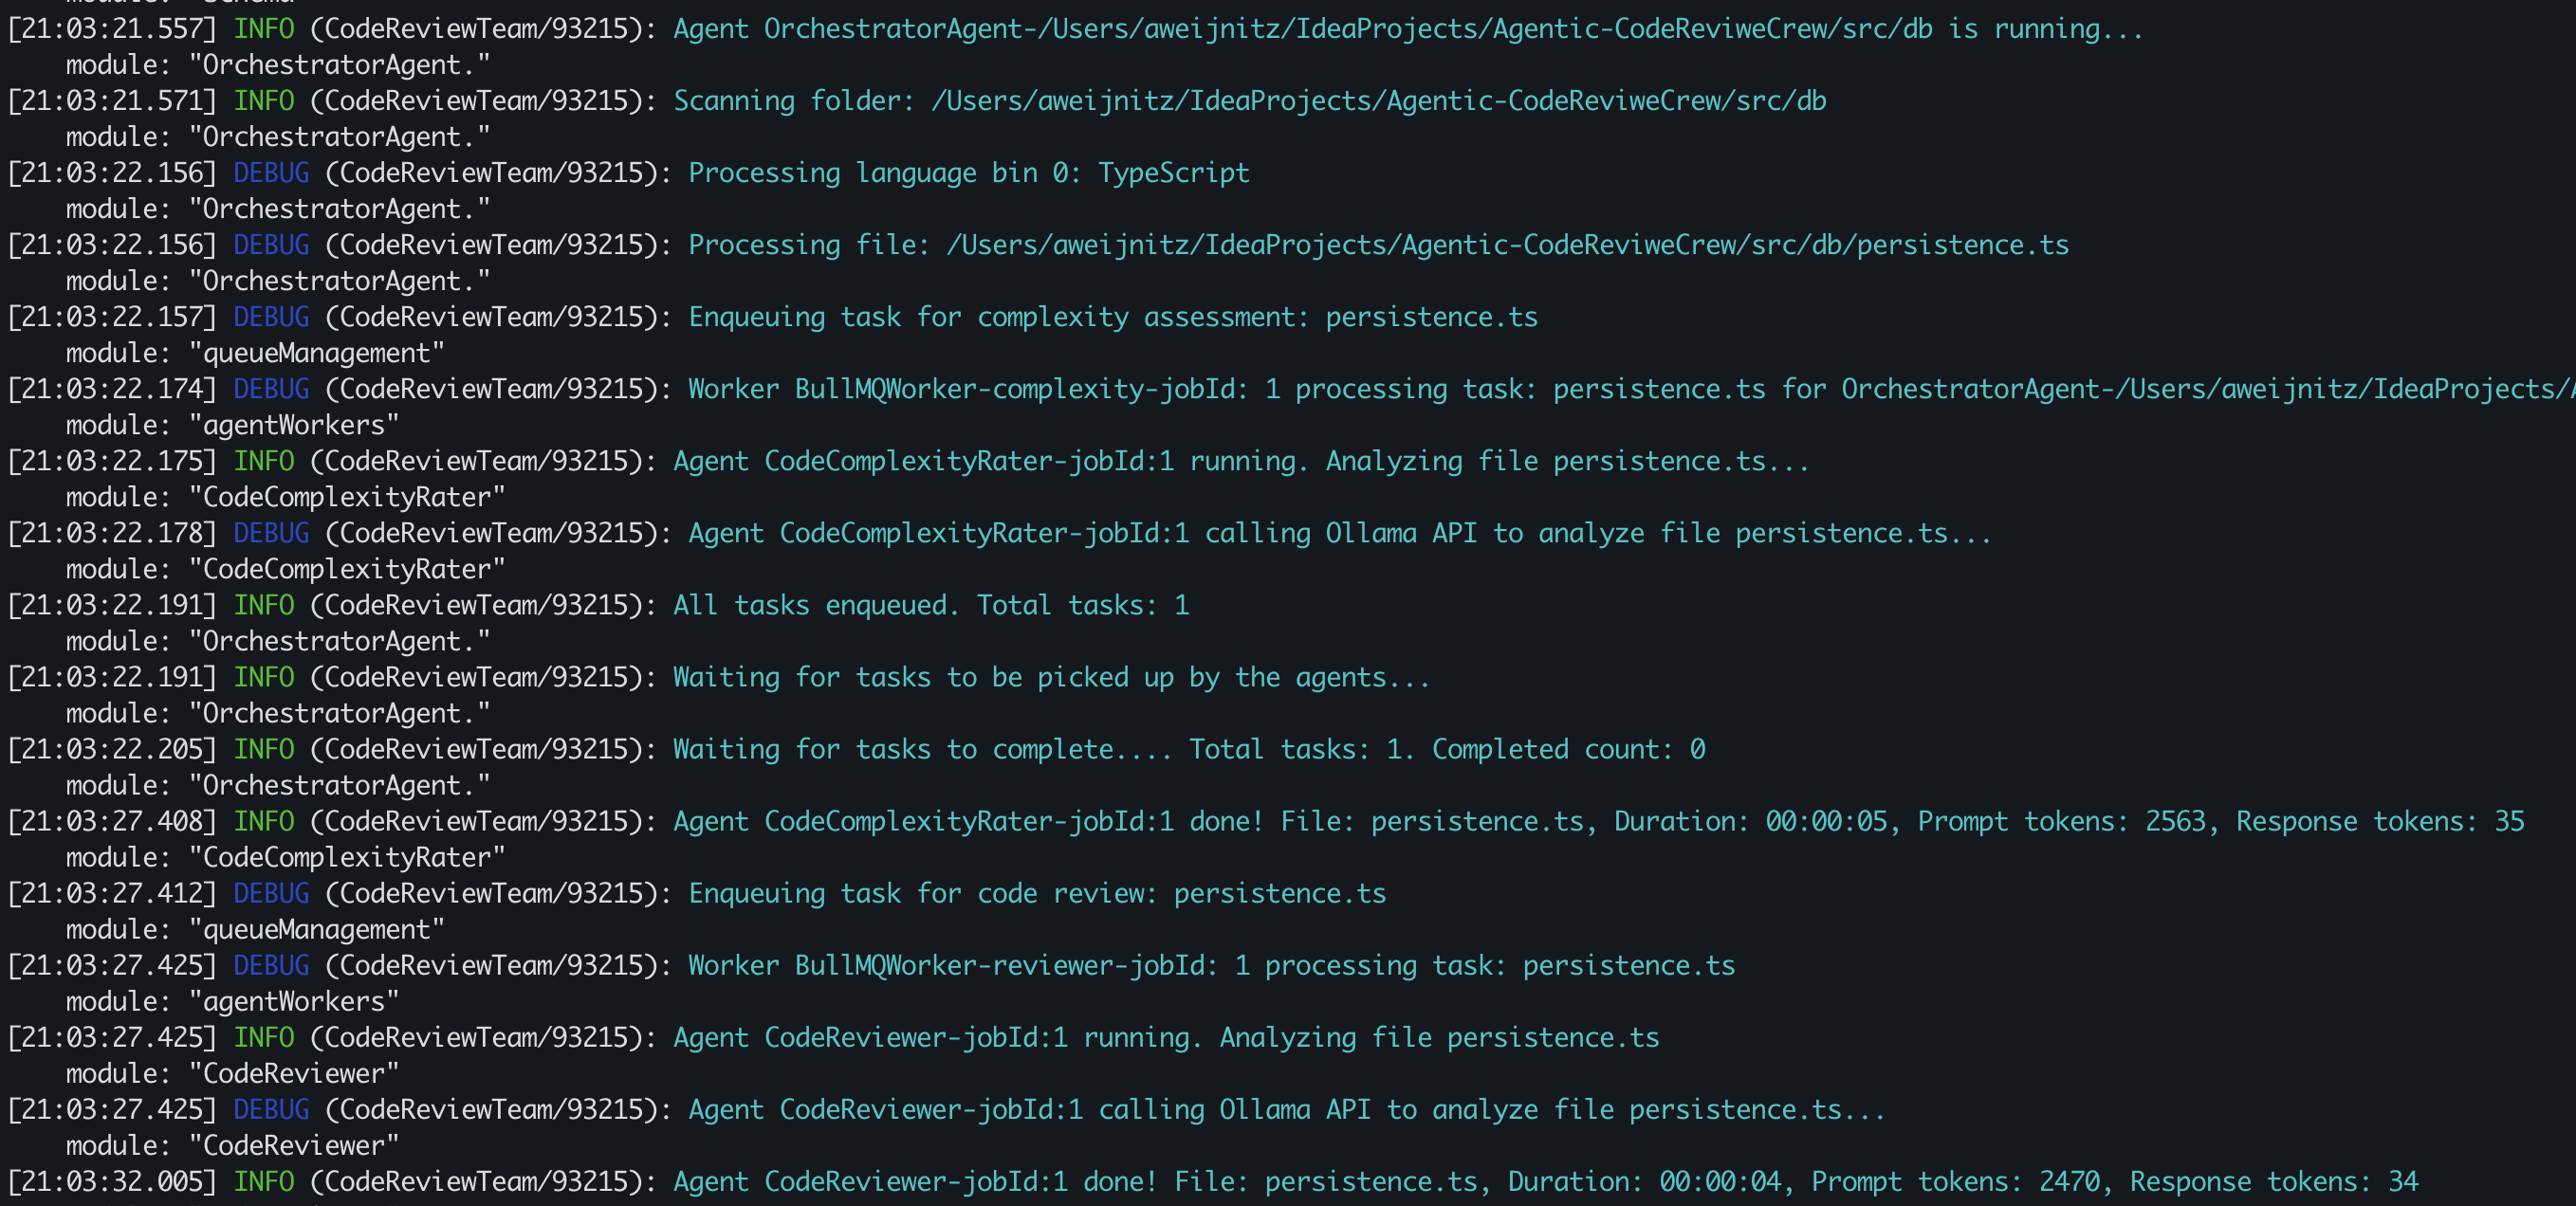 module: "schema"
[21:03:21.557] INFO (CodeReviewTeam/93215): Agent OrchestratorAgent-/Users/aweijnitz/IdeaProjects/Agentic-CodeReviweCrew/src/db is running...
module: "OrchestratorAgent."
[21:03:21.571] INFO (CodeReviewTeam/93215): Scanning folder: /Users/aweijnitz/IdeaProjects/Agentic-CodeReviweCrew/src/db
module: "OrchestratorAgent."
[21:03:22.156] DEBUG (CodeReviewTeam/93215): Processing language bin 0: TypeScript
module: "OrchestratorAgent."
[21:03:22.156] DEBUG (CodeReviewTeam/93215): Processing file: /Users/aweijnitz/IdeaProjects/Agentic-CodeReviweCrew/src/db/persistence.ts
module: "OrchestratorAgent."
[21:03:22.157] DEBUG (CodeReviewTeam/93215): Enqueuing task for complexity assessment: persistence.ts
module: "queueManagement"
[21:03:22.174] DEBUG (CodeReviewTeam/93215): Worker BullMQWorker-complexity-jobId: 1 processing task: persistence.ts for OrchestratorAgent-/Users/aweijnitz/IdeaProjects/
module: "agentWorkers"
[21:03:22.175] INFO (CodeReviewTeam/93215): Agent CodeComplexityRater-jobId:1 running. Analyzing file persistence.ts...
module: "CodeComplexityRater"
[21:03:22.178] DEBUG (CodeReviewTeam/93215): Agent CodeComplexityRater-jobId:1 calling Ollama API to analyze file persistence.ts...
module: "CodeComplexityRater"
[21:03:22.191] INFO (CodeReviewTeam/93215): All tasks enqueued. Total tasks: 1
module: "OrchestratorAgent."
[21:03:22.191] INFO (CodeReviewTeam/93215): Waiting for tasks to be picked up by the agents...
module: "OrchestratorAgent."
[21:03:22.205] INFO (CodeReviewTeam/93215): Waiting for tasks to complete.... Total tasks: 1. Completed count: 0
module: "OrchestratorAgent."
[21:03:27.408] INFO (CodeReviewTeam/93215): Agent CodeComplexityRater-jobId:1 done! File: persistence.ts, Duration: 00:00:05, Prompt tokens: 2563, Response tokens: 35
module: "CodeComplexityRater"
[21:03:27.412] DEBUG (CodeReviewTeam/93215): Enqueuing task for code review: persistence.ts
module: "queueManagement"
[21:03:27.425] DEBUG (CodeReviewTeam/93215): Worker BullMQWorker-reviewer-jobId: 1 processing task: persistence.ts
module: "agentWorkers"
[21:03:27.425] INFO (CodeReviewTeam/93215): Agent CodeReviewer-jobId:1 running. Analyzing file persistence.ts
module: "CodeReviewer"
[21:03:27.425] DEBUG (CodeReviewTeam/93215): Agent CodeReviewer-jobId:1 calling Ollama API to analyze file persistence.ts...
module: "CodeReviewer"
[21:03:32.005] INFO (CodeReviewTeam/93215): Agent CodeReviewer-jobId:1 done! File: persistence.ts, Duration: 00:00:04, Prompt tokens: 2470, Response tokens: 34